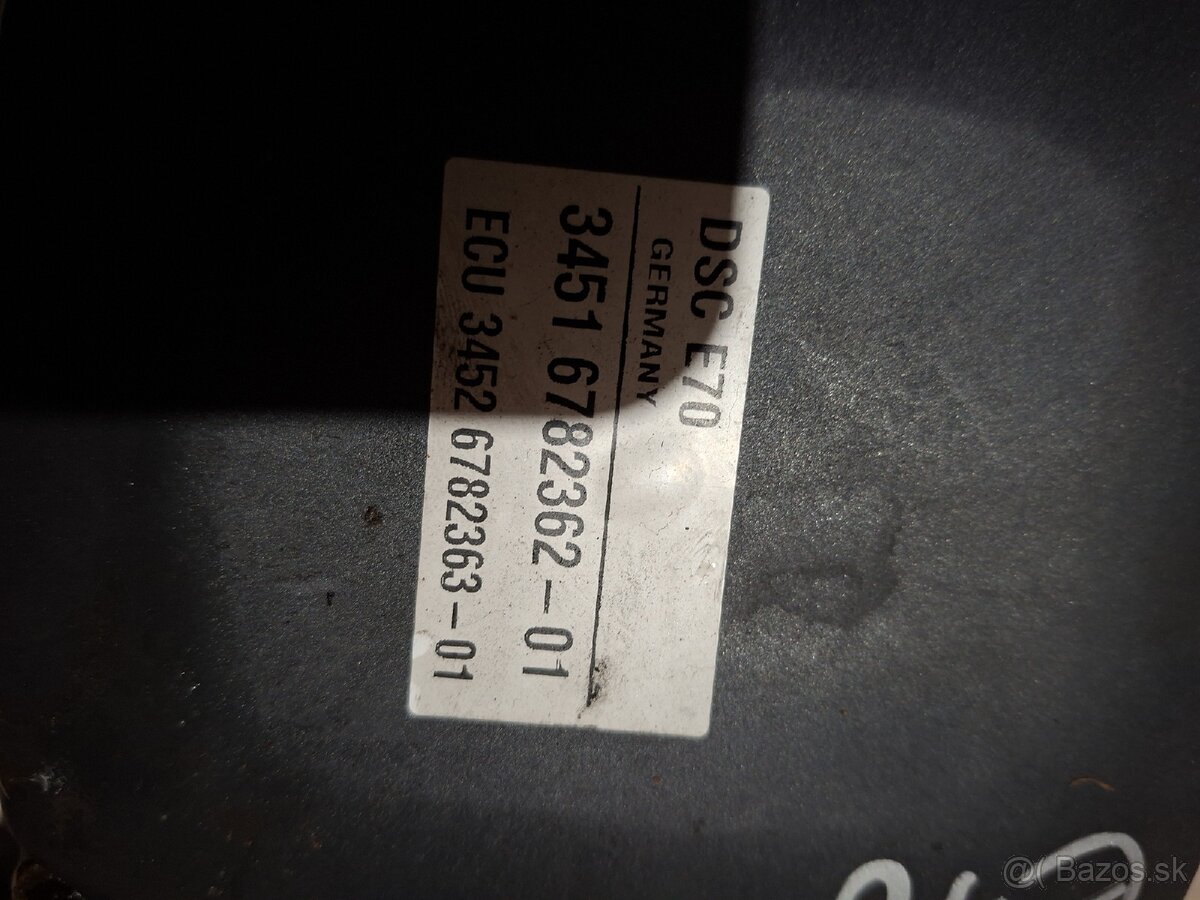 DSC E70
GERMANY
3451 6782362-01
ECU 3452 6782363-01
@( Bazos.sk